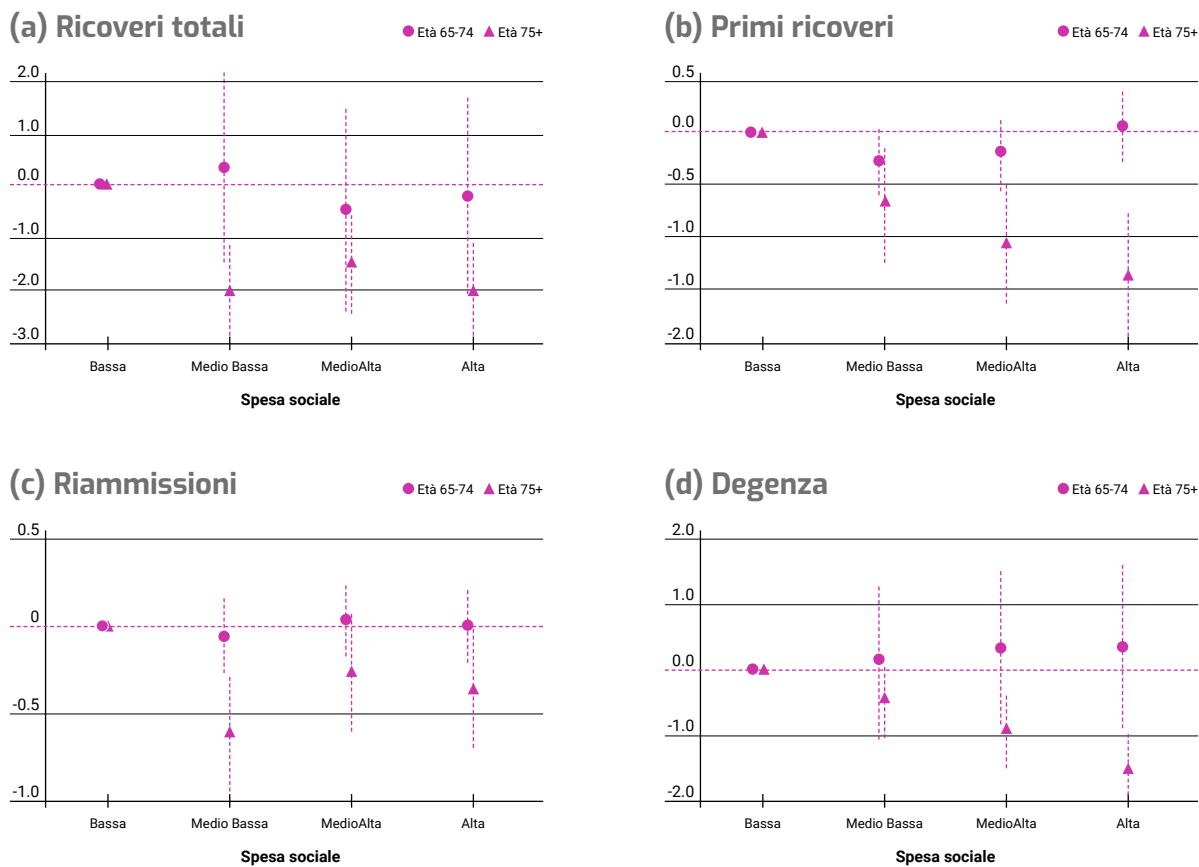 (a) Ricoveri totali
Età 65-74 Età 75+
2.0
1.0
0.0
-1.0
-2.0
-3.0
Bassa Medio Bassa MedioAlta Alta
Spesa sociale
(b) Primi ricoveri
Età 65-74 Età 75+
0.5
0.0
-0.5
-1.0
-1.0
-2.0
Bassa Medio Bassa MedioAlta Alta
Spesa sociale
(c) Riammissioni
Età 65-74 Età 75+
0.5
0
-0.5
-1.0
Bassa Medio Bassa MedioAlta Alta
Spesa sociale
(d) Degenza
Età 65-74 Età 75+
2.0
1.0
0.0
-1.0
-2.0
Bassa Medio Bassa MedioAlta Alta
Spesa sociale